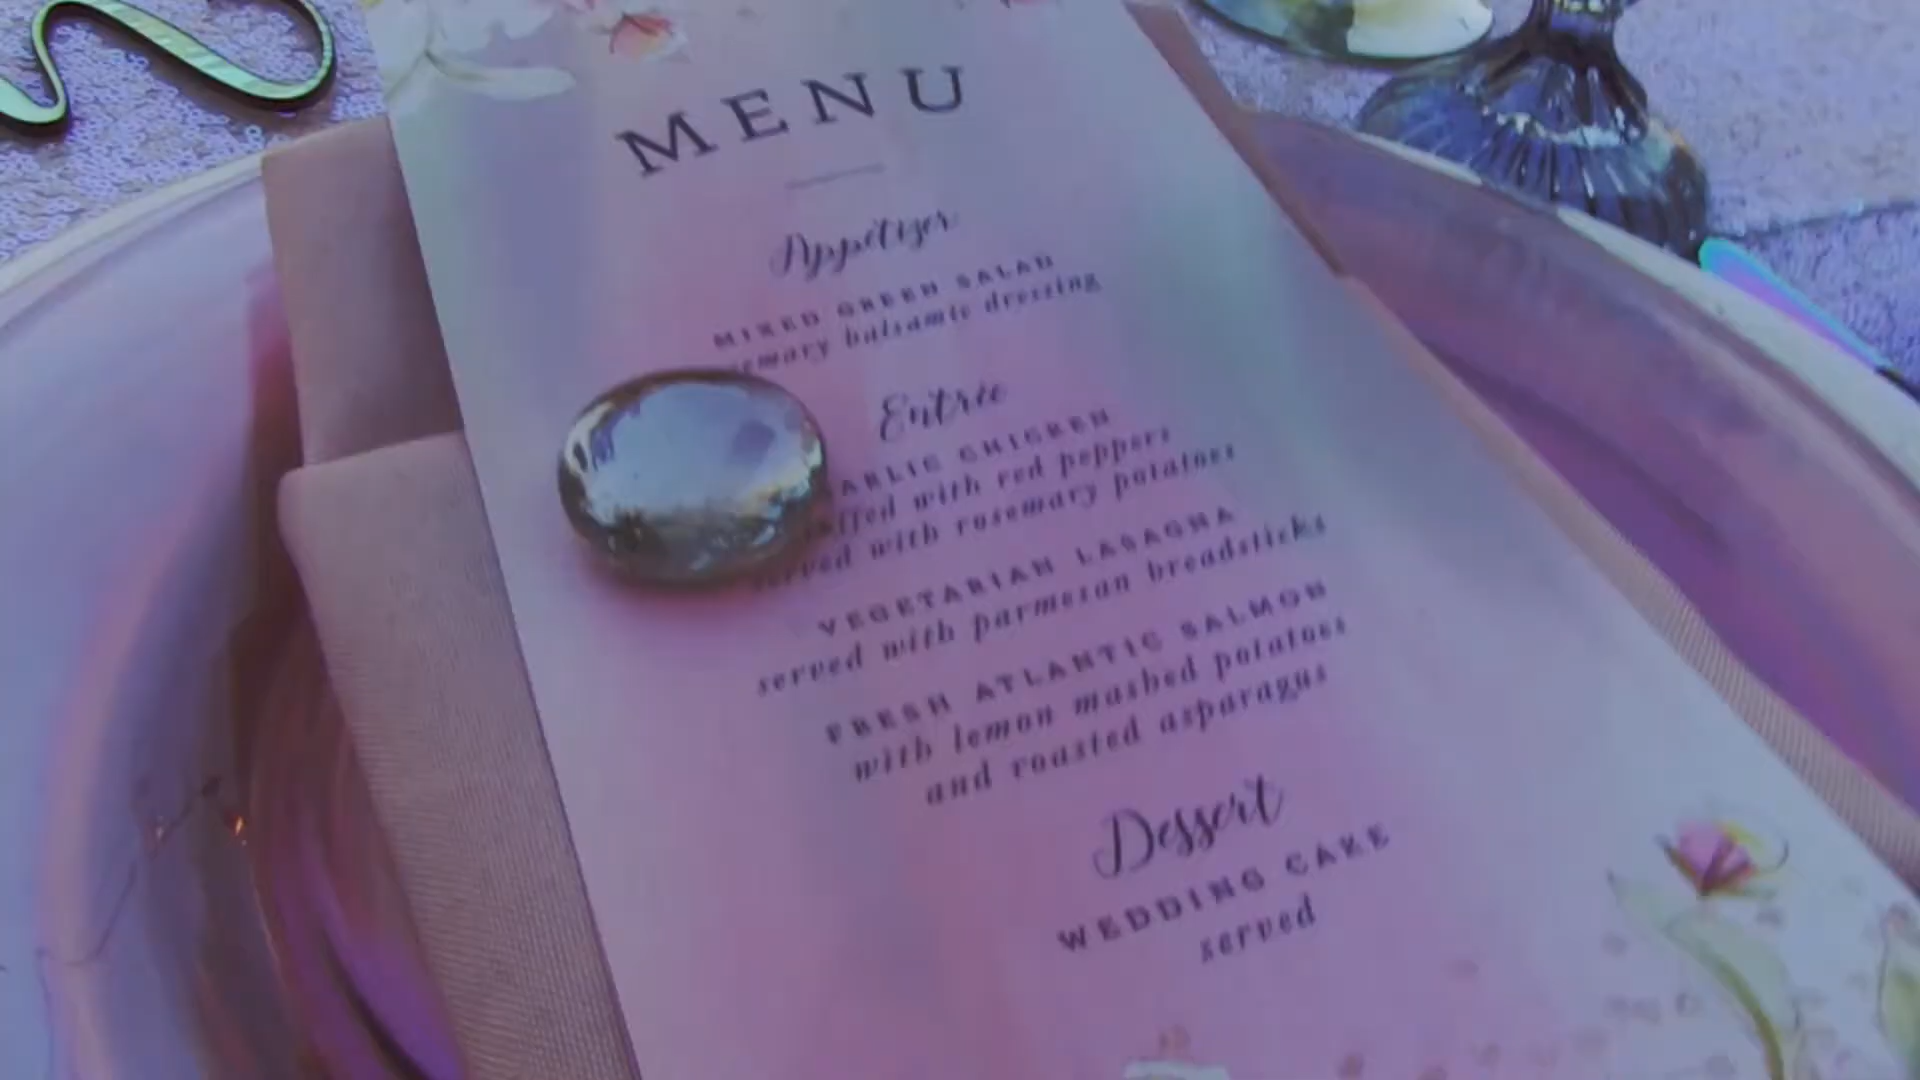 MENU
Appetizer
MIXED GREEN SALAD
balsamic dressing
Entrée
CHICKEN
with red peppers
served with rosemary potatoes
VEGETARIAN LASAGNA
served with parmesan breadsticks
FRESH ATLANTIC SALMON
with lemon mashed potatoes
and roasted asparagus
Dessert
WEDDING CAKE
served